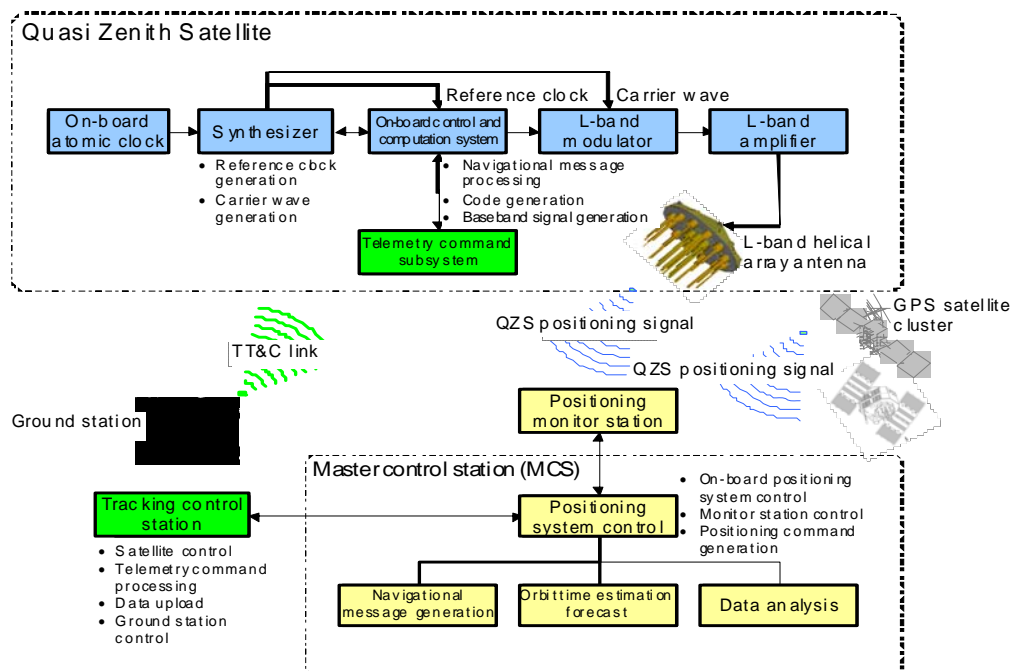 Quasi Zenith Satellite
Reference clock
Carrier wave
On-board
atomic clock
Synthesizer
On-board control and
computation system
L-band
modulator
L-band
amplifier
• Reference clock
generation
• Carrier wave
generation
• Navigational message
processing
• Code generation
• Baseband signal generation
Telemetry command
subsystem
L-band helical
array antenna
GPS satellite
cluster
QZS positioning signal
TT&C link
QZS positioning signal
Ground station
Positioning
monitor station
Master control station (MCS)
Tracking control
station
• Satellite control
• Telemetry command
processing
• Data upload
• Ground station
control
Positioning
system control
• On-board positioning
system control
• Monitor station control
• Positioning command
generation
Navigational
message generation
Orbit time estimation
forecast
Data analysis